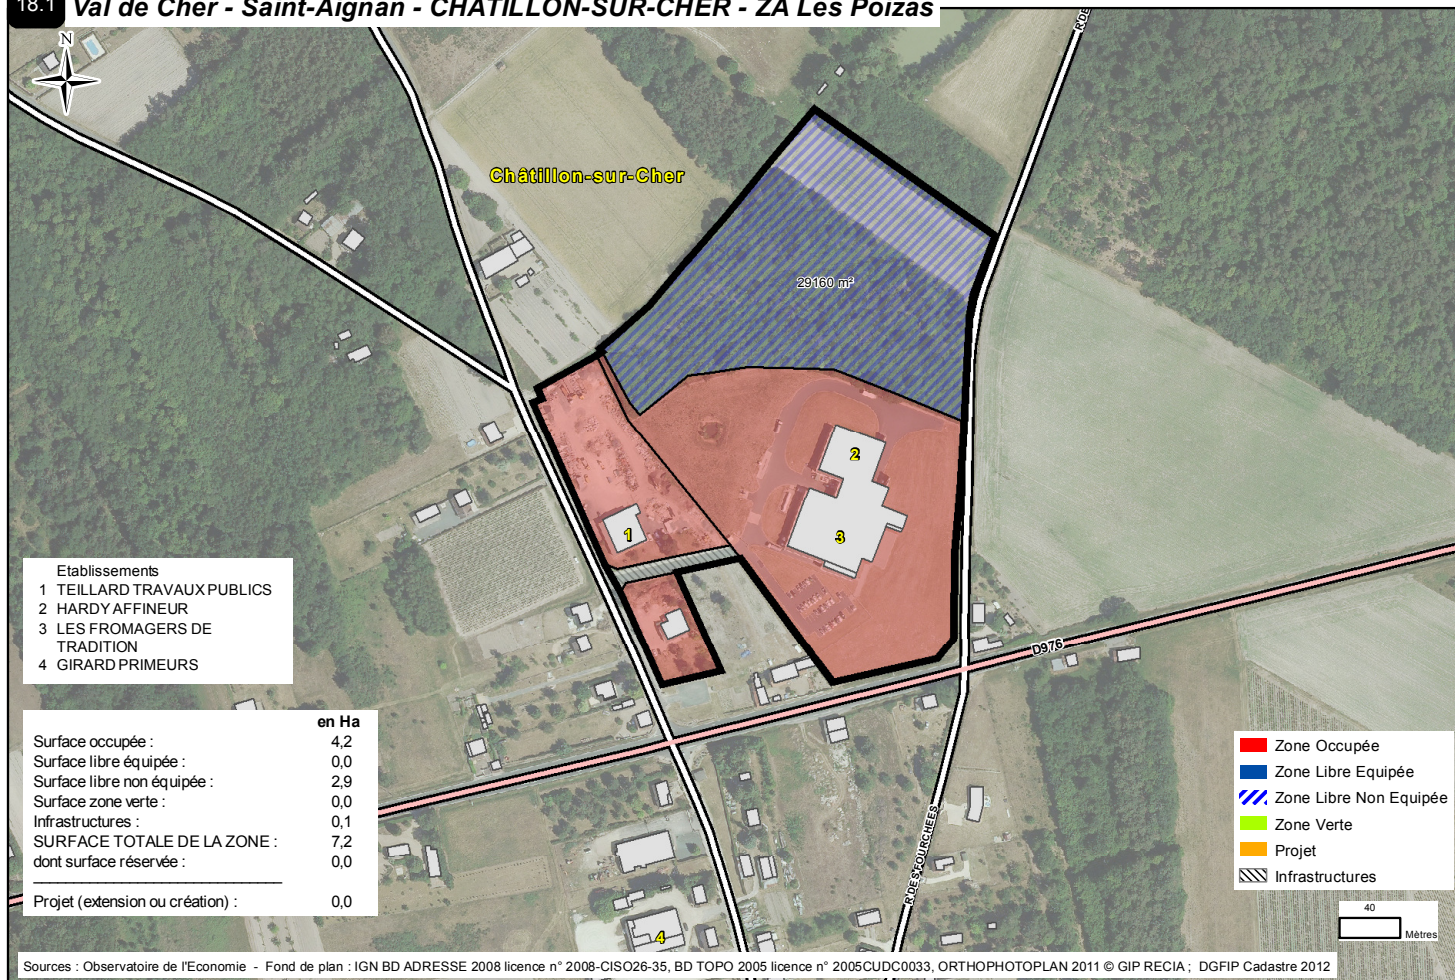 18.1 Val de Cher - Saint-Aignan - CHATILLON-SUR-CHER - ZA Les Poizas
N
R DE
Châtillon-sur-Cher
29160 m²
2
3
1
Etablissements
1 TEILLARD TRAVAUX PUBLICS
2 HARDY AFFINEUR
3 LES FROMAGERS DE
TRADITION
4 GIRARD PRIMEURS
D976
en Ha
Surface occupée : 4,2
Surface libre équipée : 0,0
Surface libre non équipée : 2,9
Surface zone verte : 0,0
Infrastructures : 0,1
SURFACE TOTALE DE LA ZONE : 7,2
dont surface réservée : 0,0
Projet (extension ou création) : 0,0
R DES FOURCHEES
4
Zone Occupée
Zone Libre Equipée
Zone Libre Non Equipée
Zone Verte
Projet
Infrastructures
40
Mètres
Sources : Observatoire de l'Economie - Fond de plan : IGN BD ADRESSE 2008 licence n° 2008-CISO26-35, BD TOPO 2005 licence n° 2005CUDC0033, ORTHOPHOTOPLAN 2011 © GIP RECIA ; DGFIP Cadastre 2012